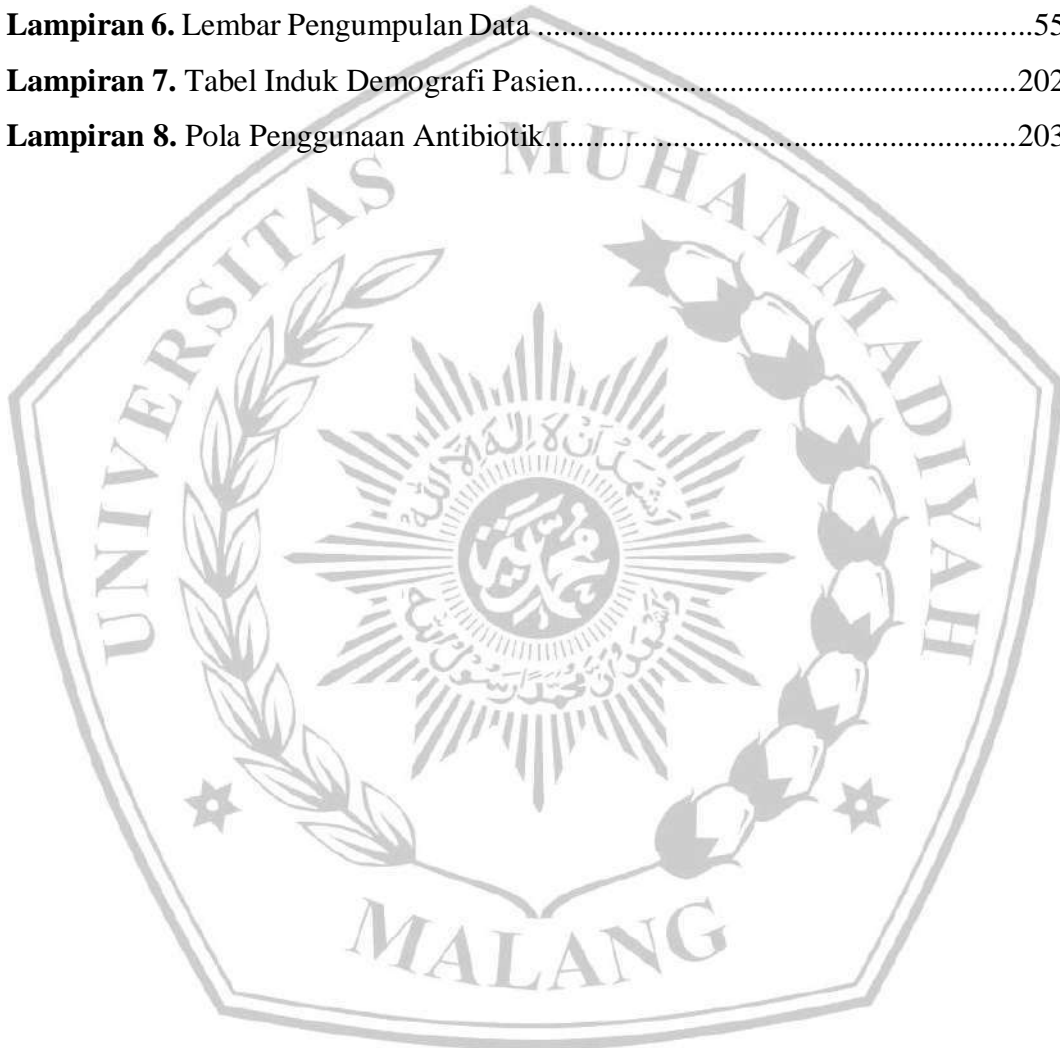 Lampiran 6. Lembar Pengumpulan Data ............................................................55
Lampiran 7. Tabel Induk Demografi Pasien.....................................................202
Lampiran 8. Pola Penggunaan Antibiotik.........................................................203
UNIVERSITAS MUHAMMADIYAH
MALANG